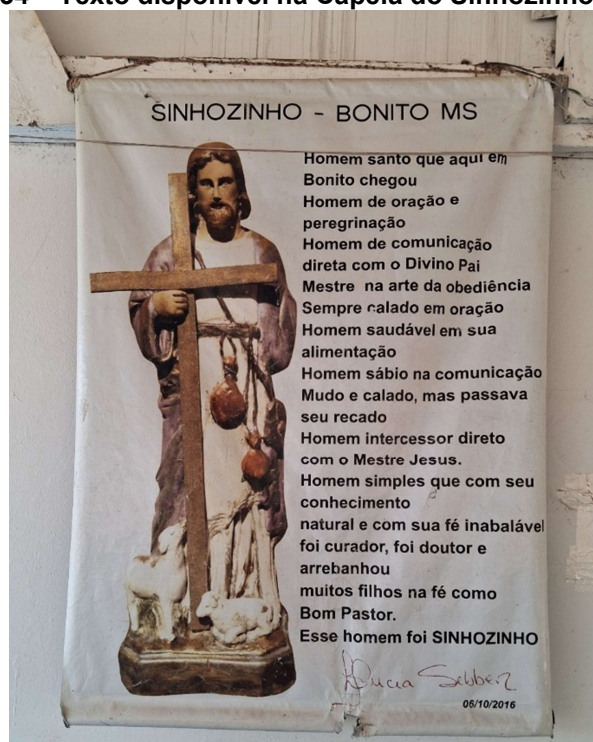 Texto disponível na Capela do Sinhozinho
SINHOZINHO - BONITO MS
Homem santo que aqui em
Bonito chegou
Homem de oração e
peregrinação
Homem de comunicação
direta com o Divino Pai
Mestre na arte da obediência
Sempre calado em oração
Homem saudável em sua
alimentação
Homem sábio na comunicação
Mudo e calado, mas passava
seu recado
Homem intercessor direto
com o Mestre Jesus.
Homem simples que com seu
conhecimento
natural e com sua fé inabalável
foi curador, foi doutor e
arrebanhou
muitos filhos na fé como
Bom Pastor.
Esse homem foi SINHOZINHO
06/10/2016